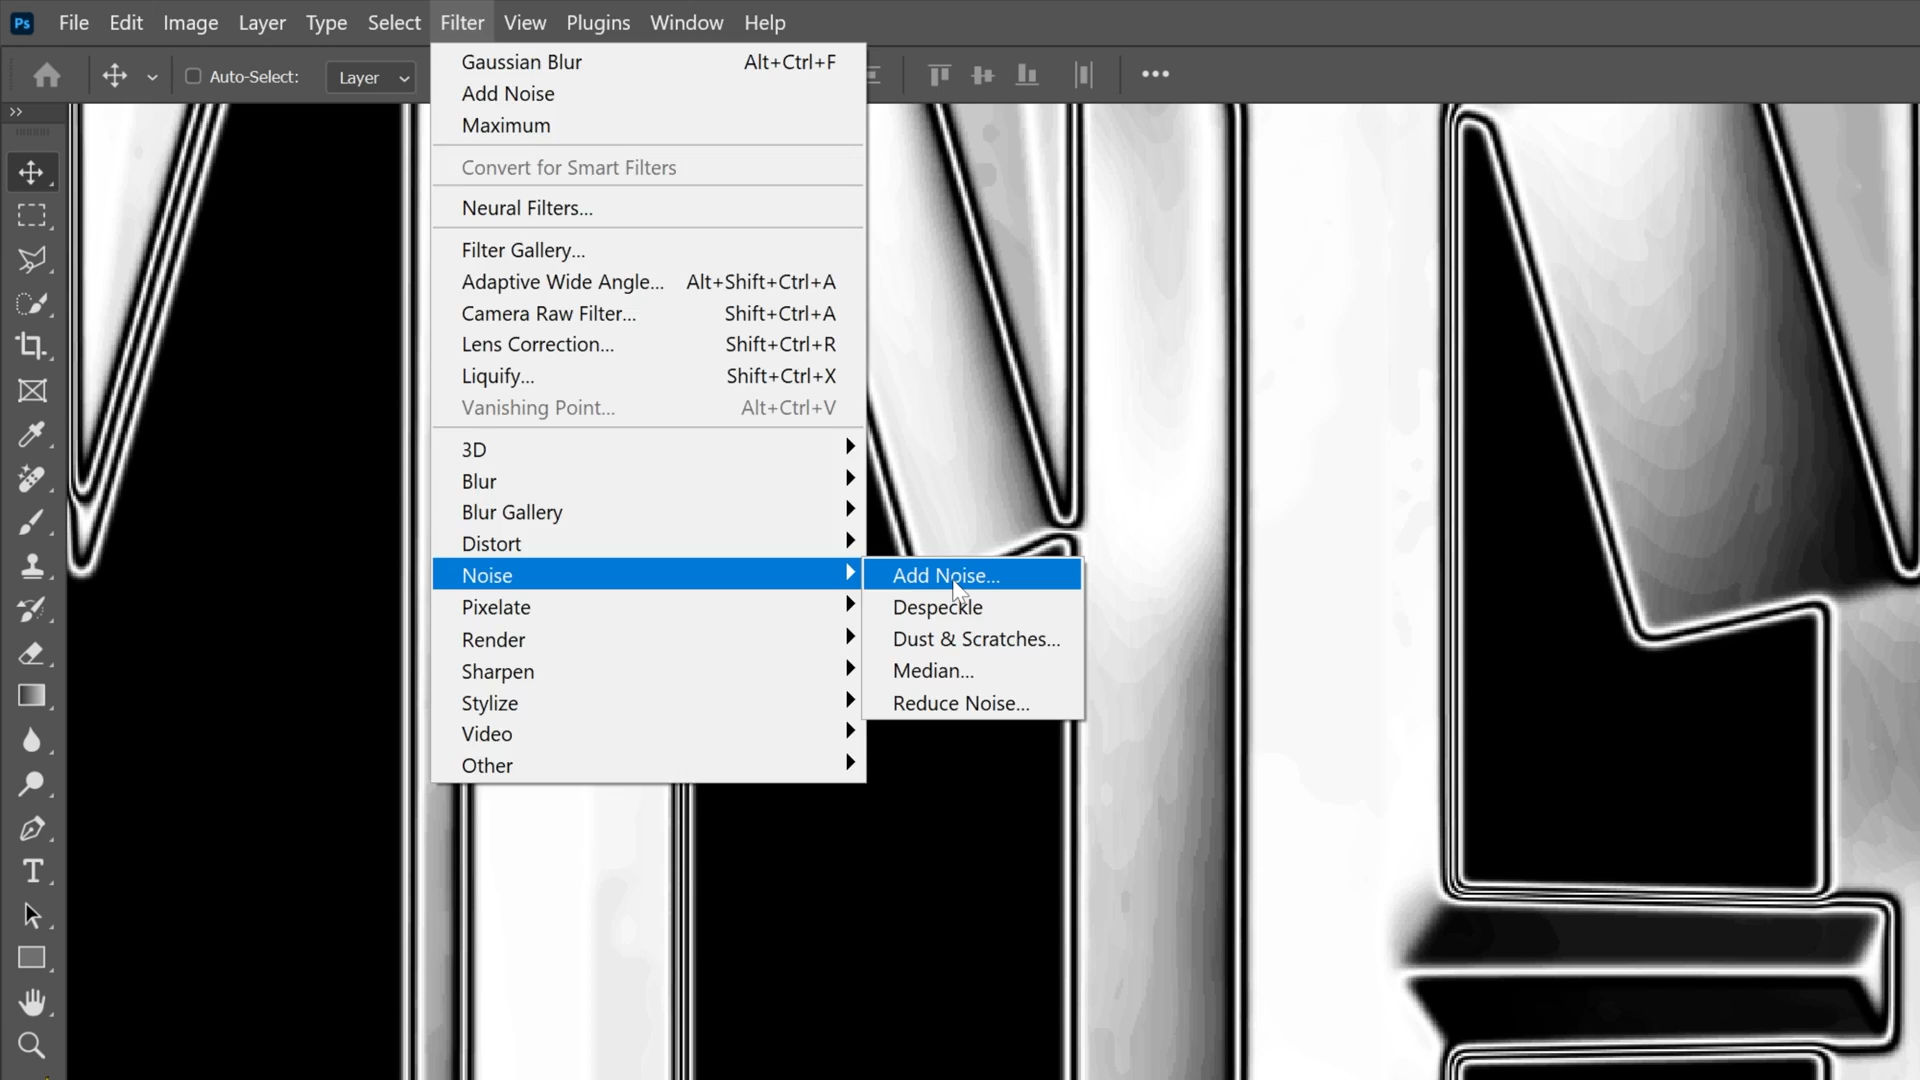 Ps File Edit Image Layer Type Select Filter View Plugins Window Help
Auto-Select: Layer
Gaussian Blur Alt+Ctrl+F
Add Noise
Maximum
Convert for Smart Filters
Neural Filters...
Filter Gallery...
Adaptive Wide Angle... Alt+Shift+Ctrl+A
Camera Raw Filter... Shift+Ctrl+A
Lens Correction... Shift+Ctrl+R
Liquify... Shift+Ctrl+X
Vanishing Point... Alt+Ctrl+V
3D
Blur
Blur Gallery
Distort
Noise
Pixelate
Render
Sharpen
Stylize
Video
Other
Add Noise...
Despeckle
Dust & Scratches...
Median...
Reduce Noise...